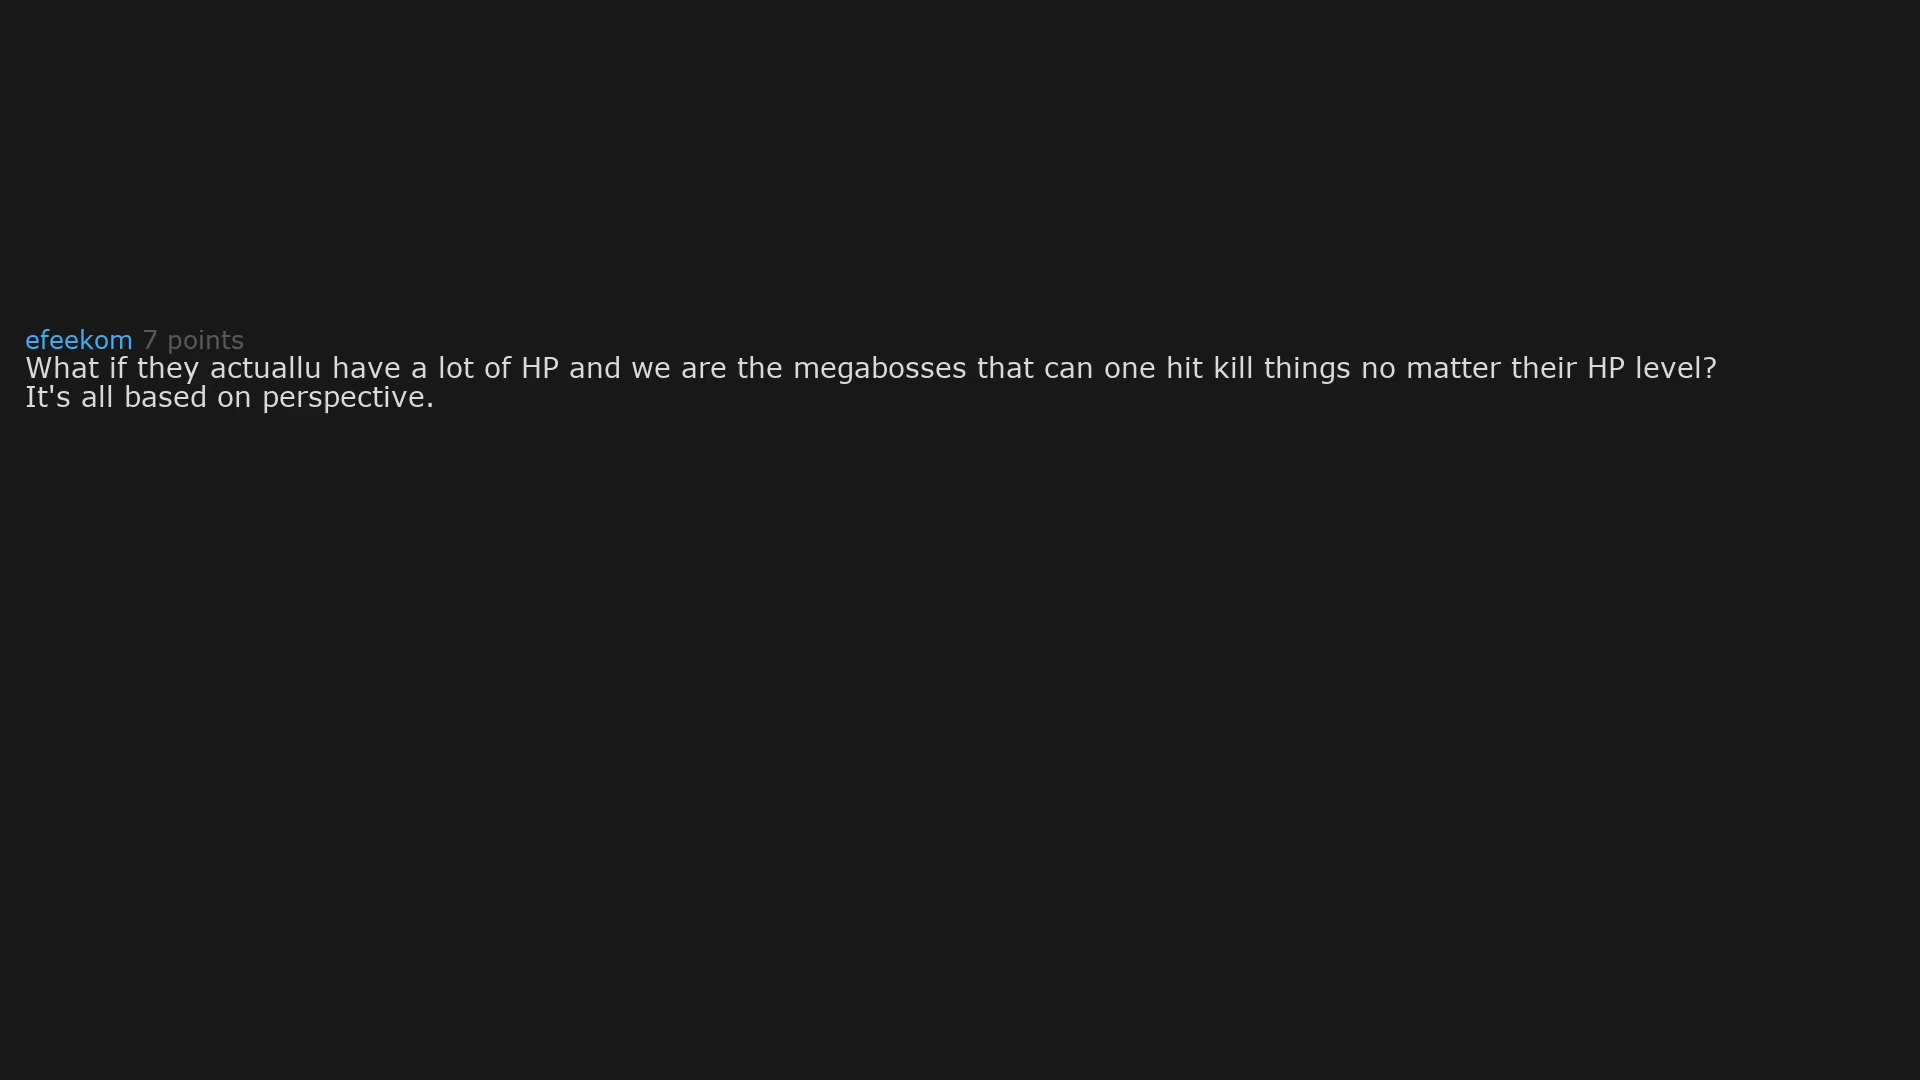 efeekom 7 points
What if they actuallu have a lot of HP and we are the megabosses that can one hit kill things no matter their HP level?
It's all based on perspective.